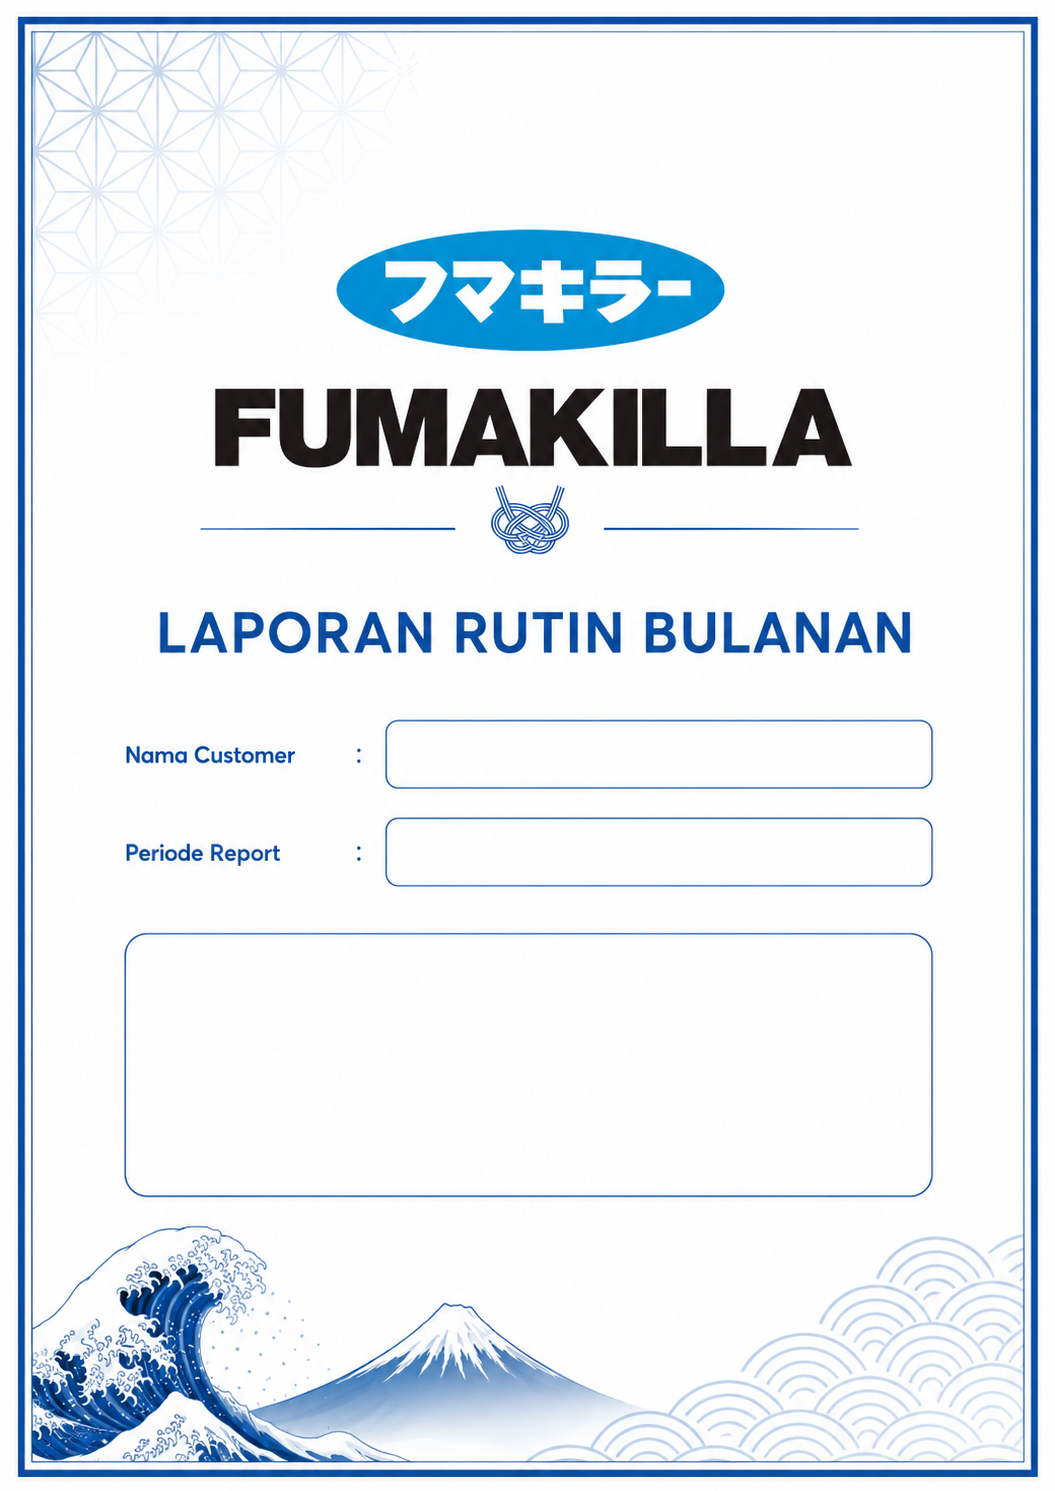 フマキラー
FUMAKILLA
LAPORAN RUTIN BULANAN
Nama Customer :
Periode Report :